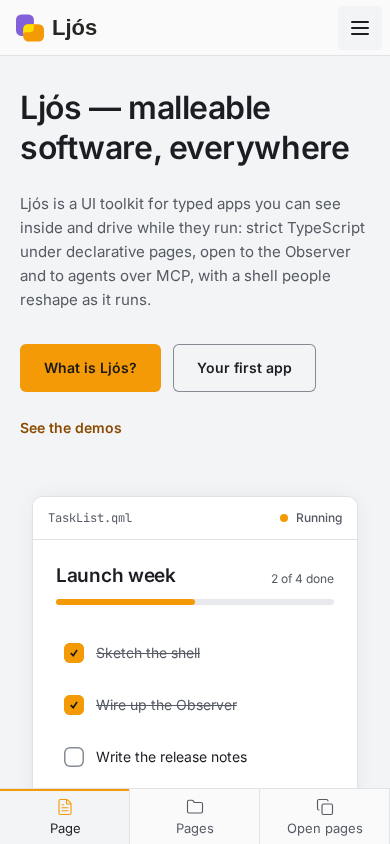 Ljós
Ljós — malleable
software, everywhere
Ljós is a UI toolkit for typed apps you can see
inside and drive while they run: strict TypeScript
under declarative pages, open to the Observer
and to agents over MCP, with a shell people
reshape as it runs.
What is Ljós?
Your first app
See the demos
TaskList.qml
Running
Launch week
2 of 4 done
Sketch the shell
Wire up the Observer
Write the release notes
Page
Pages
Open pages